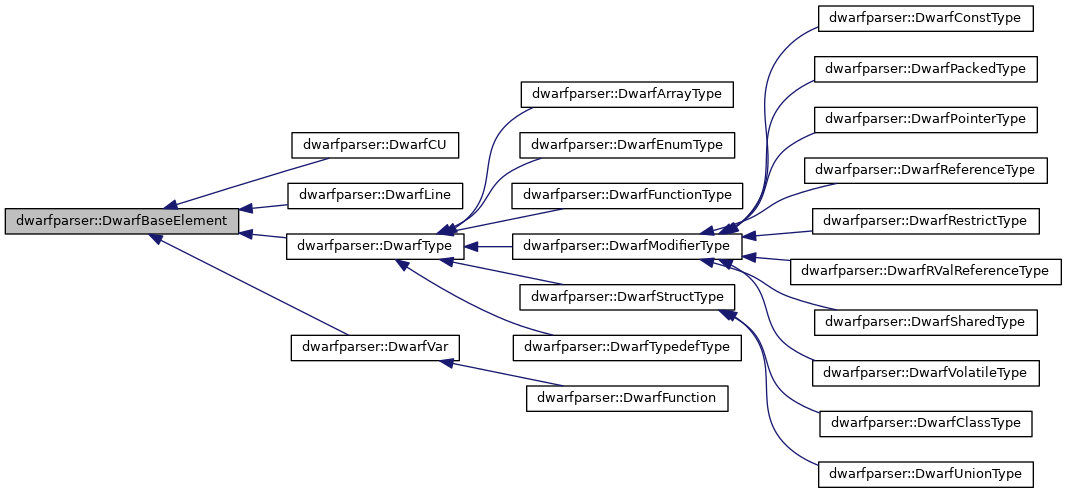 dwarfparser::DwarfBaseElement
dwarfparser::DwarfCU
dwarfparser::DwarfLine
dwarfparser::DwarfType
dwarfparser::DwarfVar
dwarfparser::DwarfArrayType
dwarfparser::DwarfEnumType
dwarfparser::DwarfFunctionType
dwarfparser::DwarfModifierType
dwarfparser::DwarfStructType
dwarfparser::DwarfTypedefType
dwarfparser::DwarfFunction
dwarfparser::DwarfConstType
dwarfparser::DwarfPackedType
dwarfparser::DwarfPointerType
dwarfparser::DwarfReferenceType
dwarfparser::DwarfRestrictType
dwarfparser::DwarfRValReferenceType
dwarfparser::DwarfSharedType
dwarfparser::DwarfVolatileType
dwarfparser::DwarfClassType
dwarfparser::DwarfUnionType